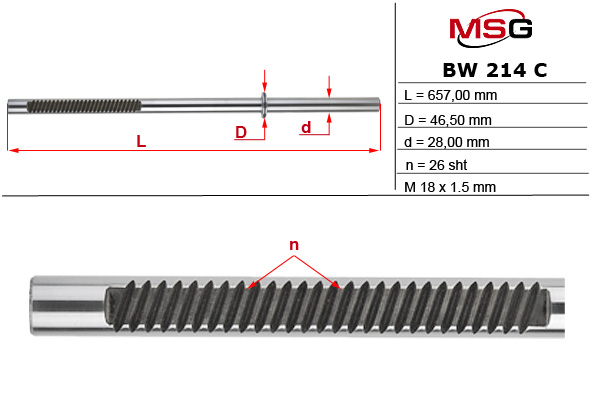 MSG
BW 214 C
L = 657,00 mm
D = 46,50 mm
d = 28,00 mm
n = 26 sht
M 18 x 1.5 mm
L
D
d
n